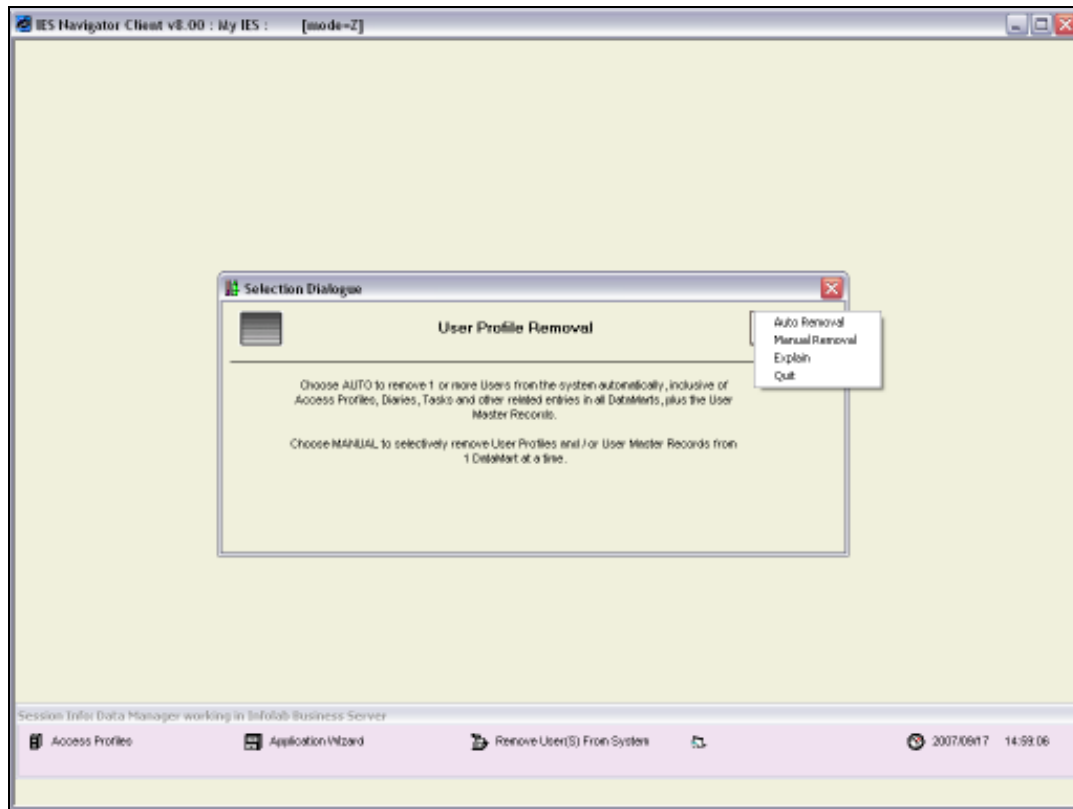 IES Navigator Client v8.00 : My IES : [mode=Z]
Selection Dialogue
User Profile Removal
Auto Removal
Manual Removal
Explain
Quit
Choose AUTO to remove 1 or more Users from the system automatically, inclusive of
Access Profiles, Diaries, Tasks and other related entries in all DataMarts, plus the User
Master Records.
Choose MANUAL to selectively remove User Profiles and / or User Master Records from
1 DataMart at a time.
Session Info: Data Manager working in Infolab Business Server
Access Profiles
Application Wizard
Remove User(S) From System
2007/09/17 14:59:06